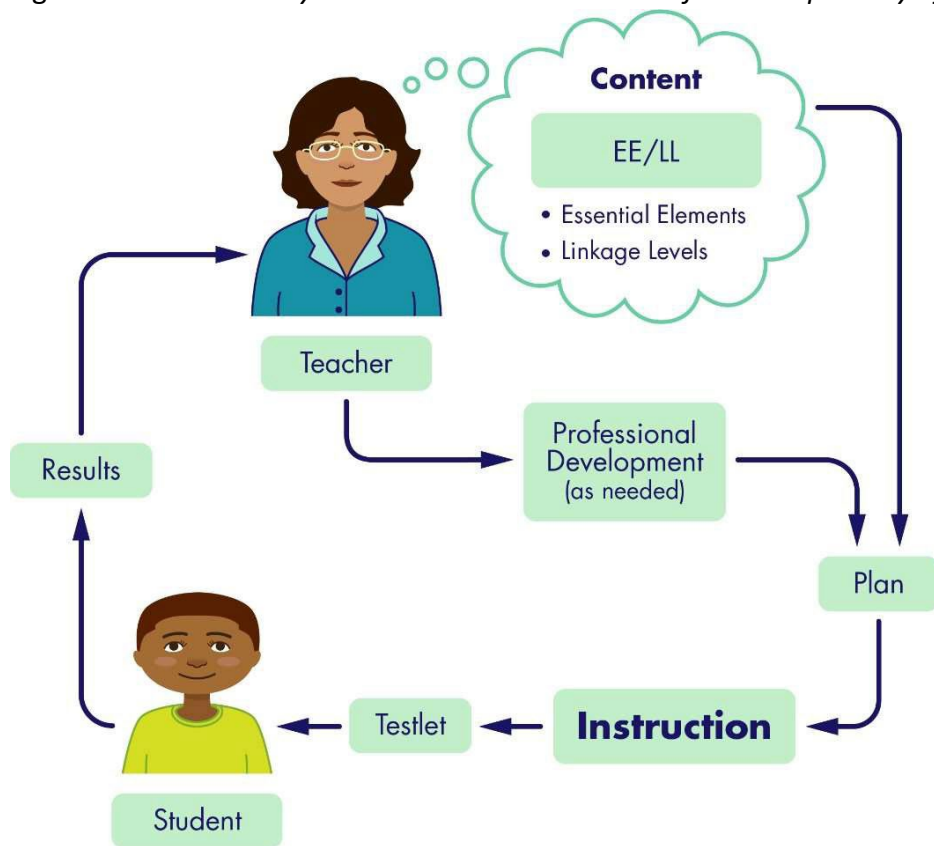 Content
EE/LL
• Essential Elements
• Linkage Levels
Teacher
Professional
Development
(as needed)
Results
Plan
Instruction
Testlet
Student